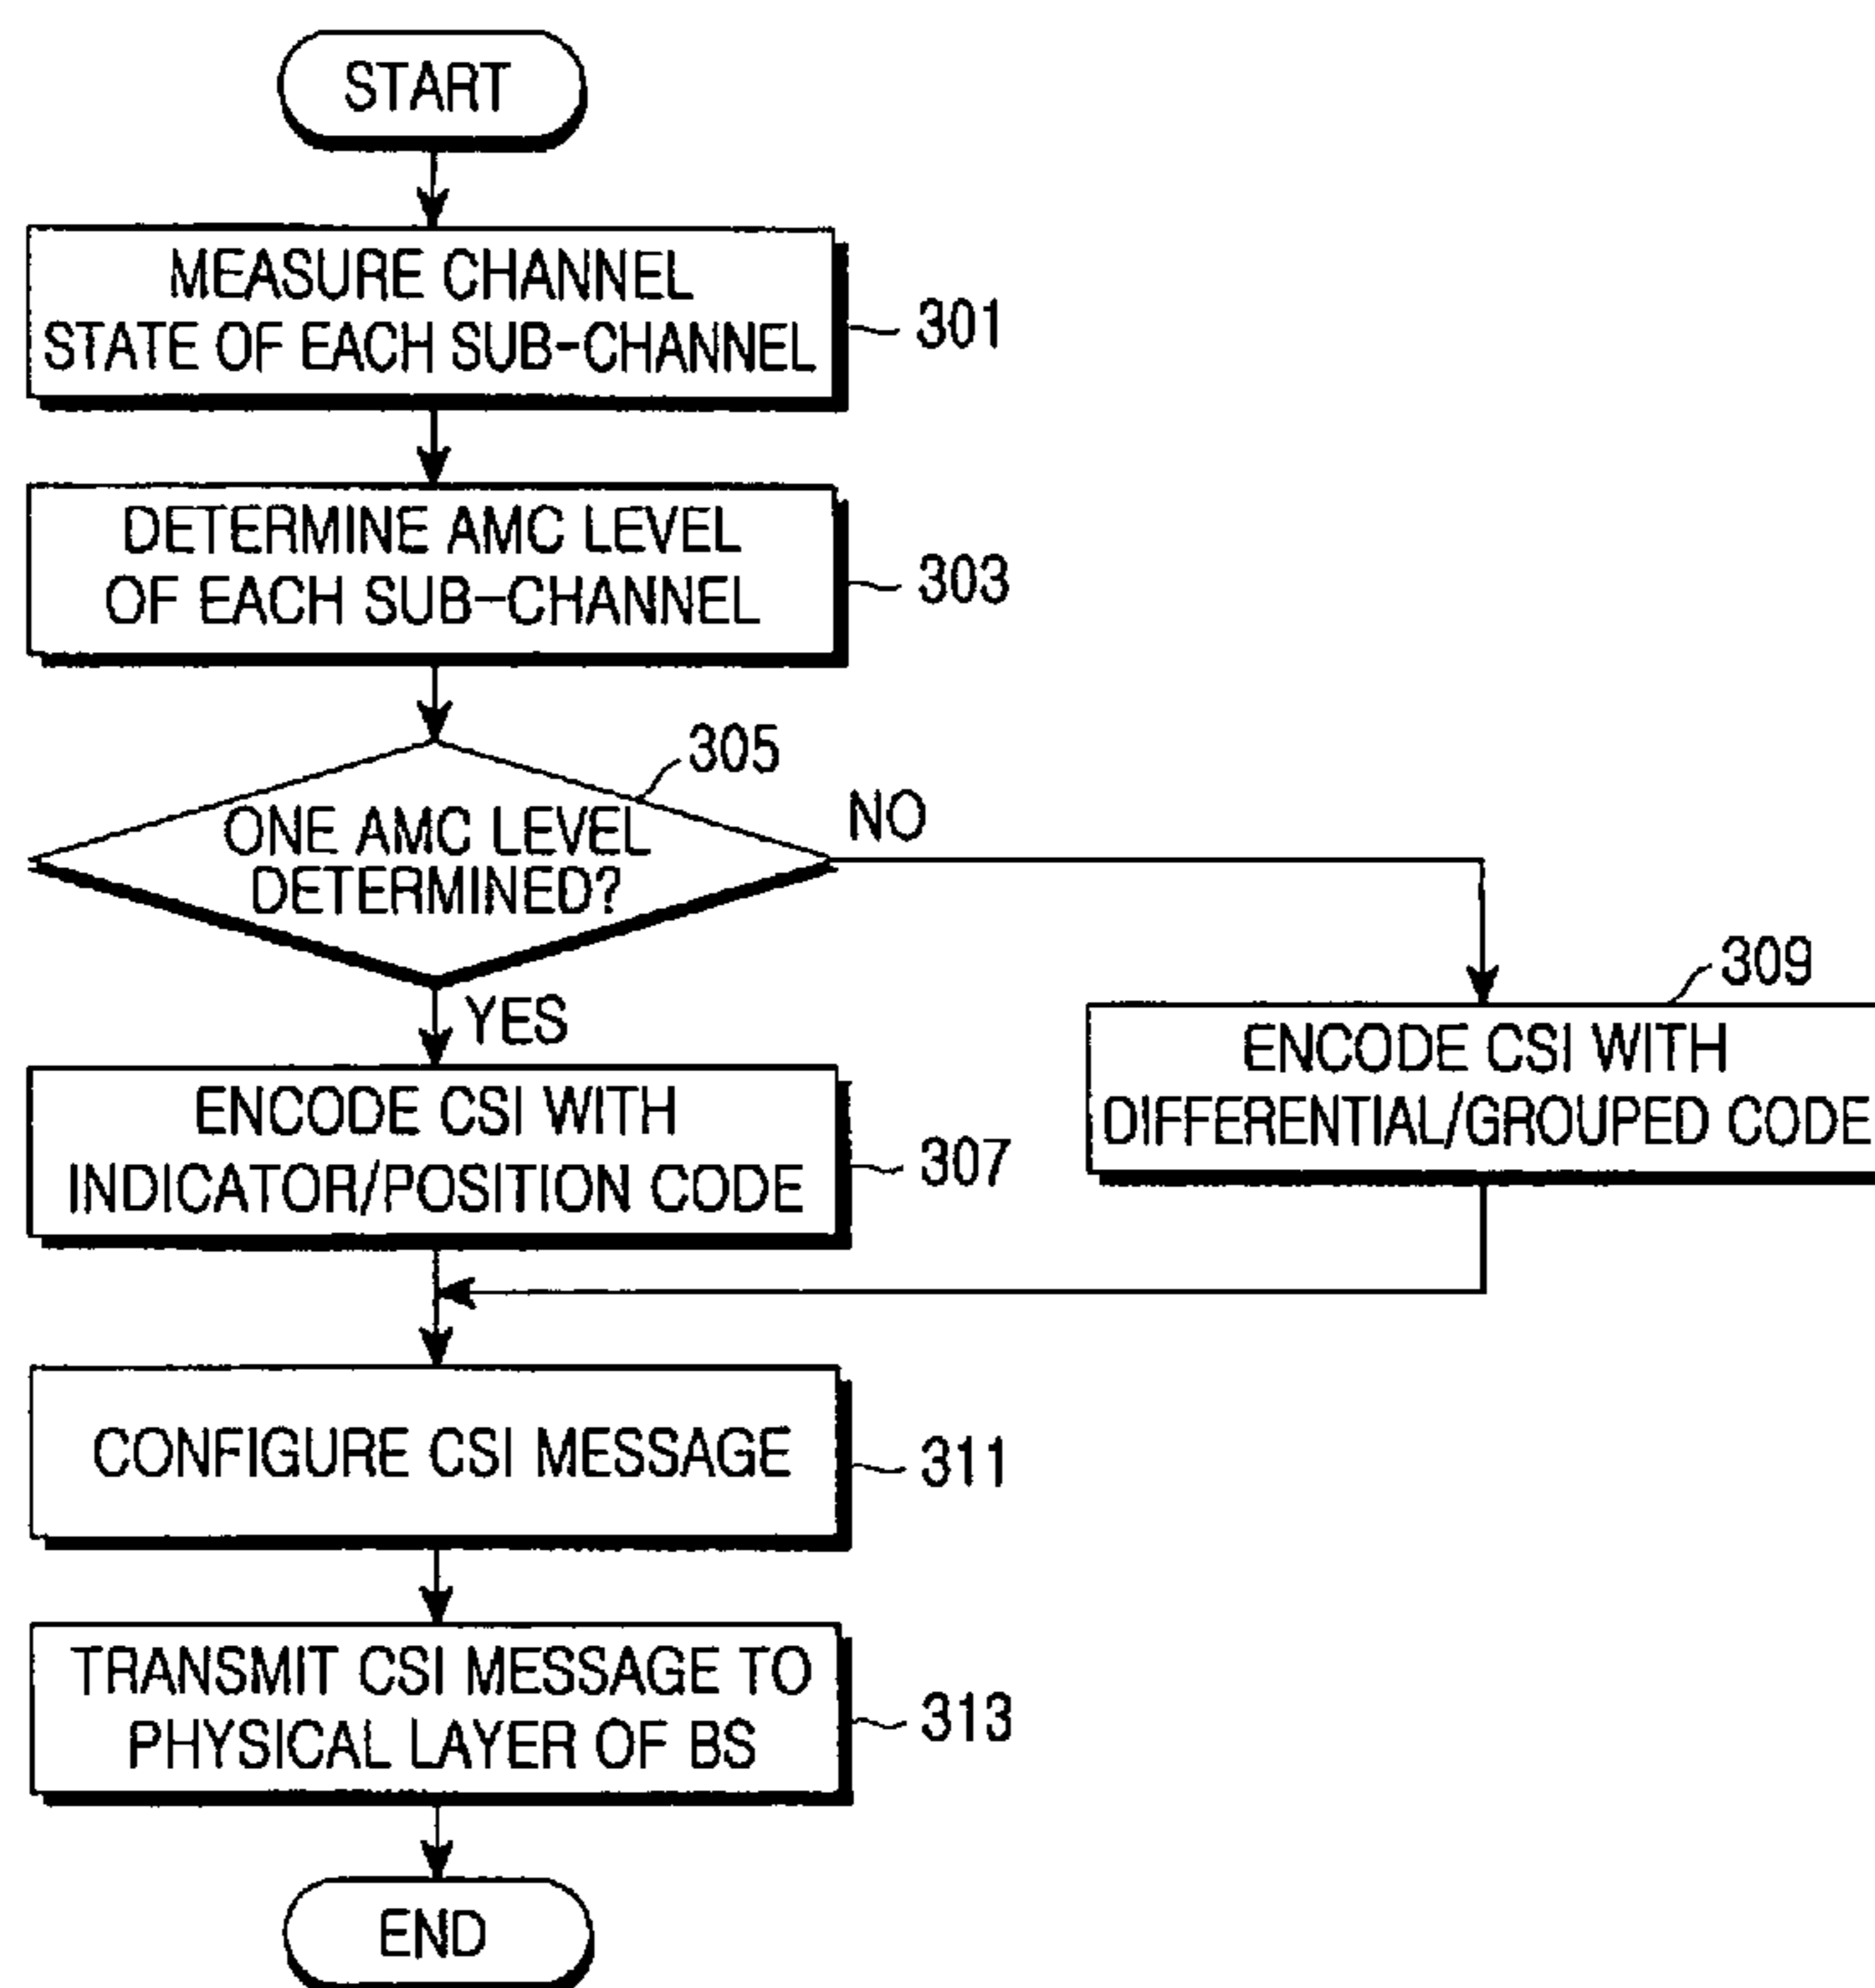 START
MEASURE CHANNEL
STATE OF EACH SUB-CHANNEL
301
DETERMINE AMC LEVEL
OF EACH SUB-CHANNEL
303
305
ONE AMC LEVEL
DETERMINED?
NO
YES
309
ENCODE CSI WITH
DIFFERENTIAL/GROUPED CODE
ENCODE CSI WITH
INDICATOR/POSITION CODE
307
CONFIGURE CSI MESSAGE
311
TRANSMIT CSI MESSAGE TO
PHYSICAL LAYER OF BS
313
END